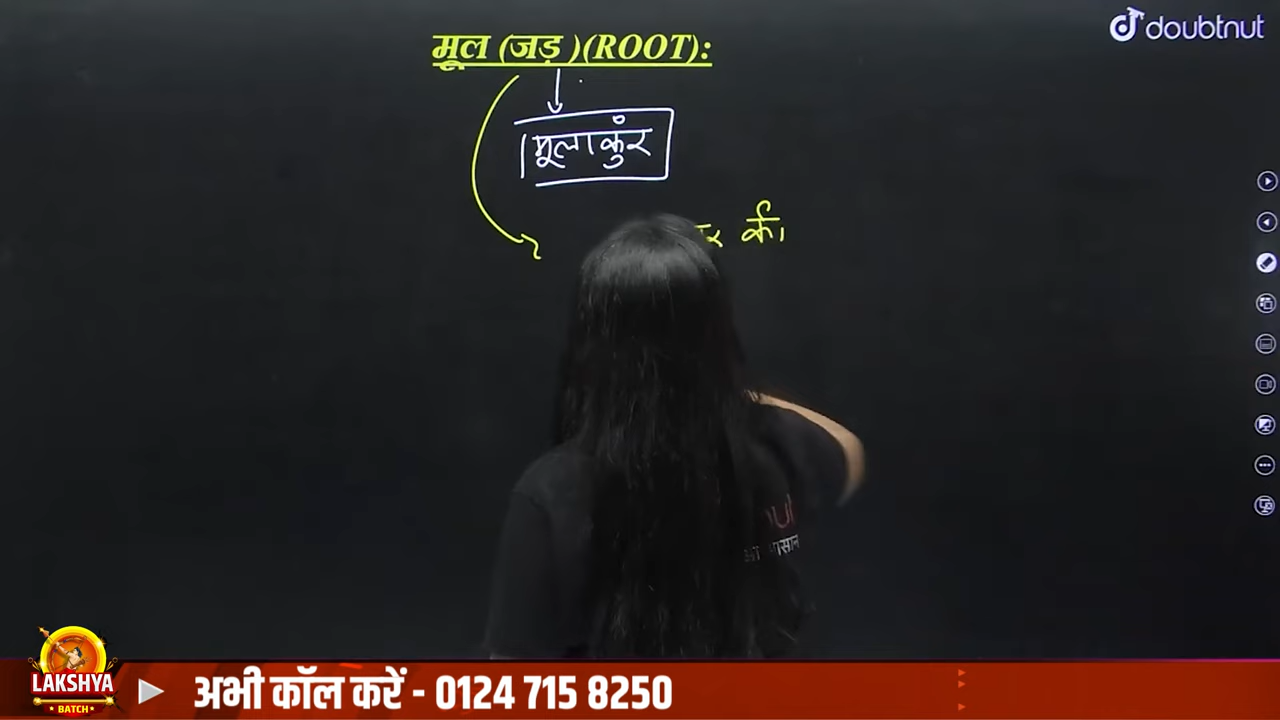 doubtnut
मूल (जड़ )(ROOT):
मूलाकुंर
LAKSHYA
BATCH
अभी कॉल करें - 0124 715 8250